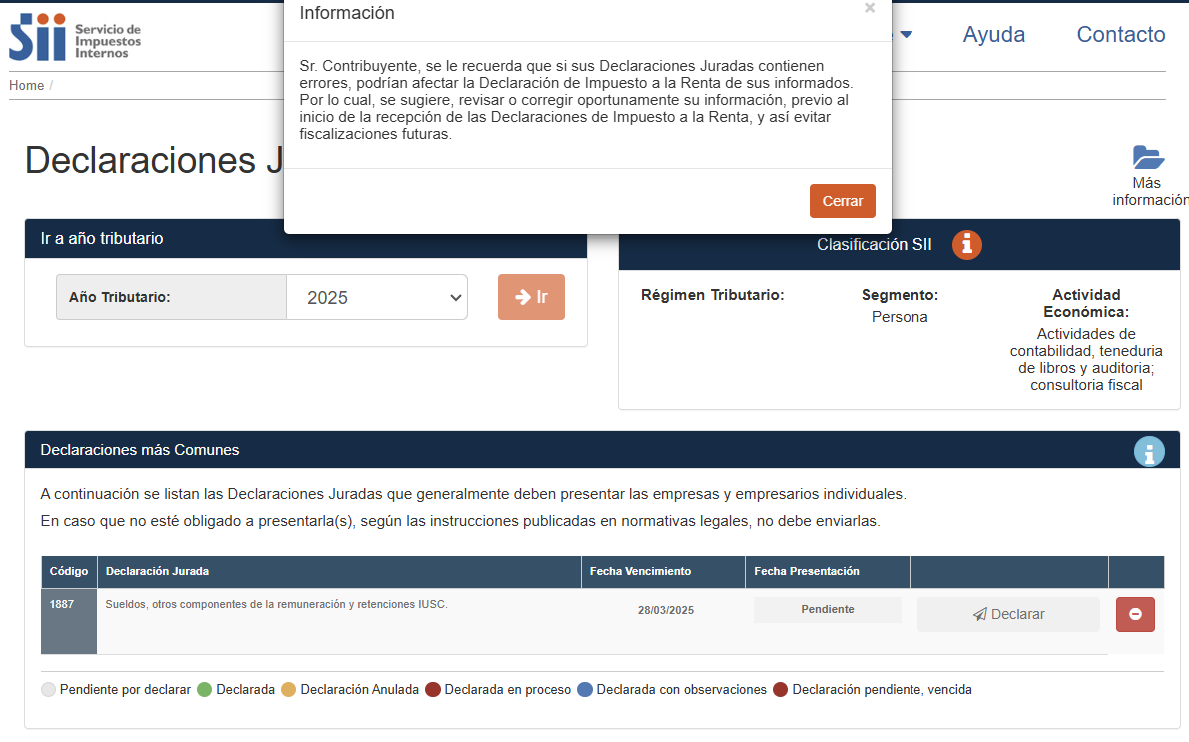 Información
×
Sr. Contribuyente, se le recuerda que si sus Declaraciones Juradas contienen
errores, podrían afectar la Declaración de Impuesto a la Renta de sus informados.
Por lo cual, se sugiere, revisar o corregir oportunamente su información, previo al
inicio de la recepción de las Declaraciones de Impuesto a la Renta, y así evitar
fiscalizaciones futuras.
Cerrar
Sii Servicio de
Impuestos
Internos
Ayuda
Contacto
Home /
Declaraciones J
Más
información
Ir a año tributario
Año Tributario:
2025
Ir
Clasificación SII
Régimen Tributario:
Segmento:
Persona
Actividad
Económica:
Actividades de
contabilidad, teneduria
de libros y auditoria;
consultoria fiscal
Declaraciones más Comunes
A continuación se listan las Declaraciones Juradas que generalmente deben presentar las empresas y empresarios individuales.
En caso que no esté obligado a presentarla(s), según las instrucciones publicadas en normativas legales, no debe enviarlas.
Código Declaración Jurada Fecha Vencimiento Fecha Presentación
1887 Sueldos, otros componentes de la remuneración y retenciones IUSC. 28/03/2025 Pendiente Declarar
Pendiente por declarar Declarada Declaración Anulada Declarada en proceso Declarada con observaciones Declaración pendiente, vencida